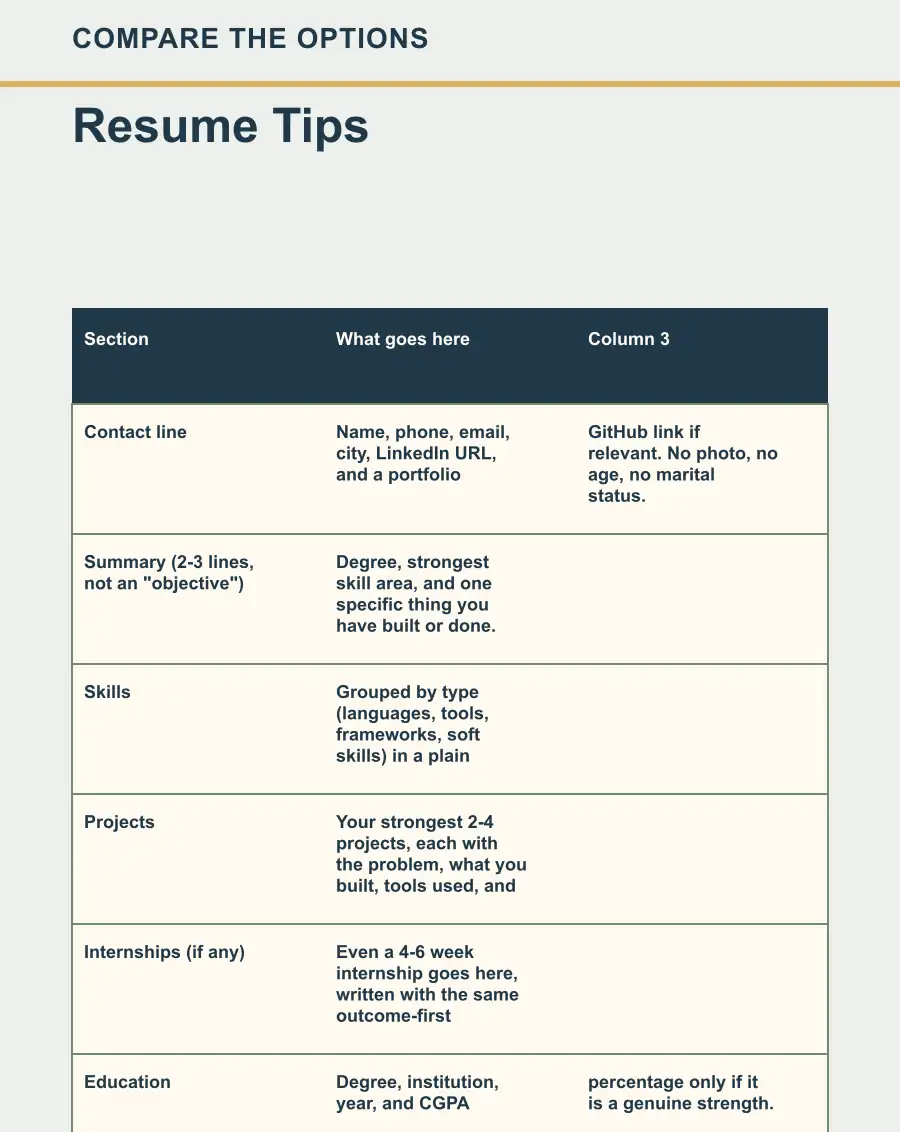 COMPARE THE OPTIONS
Resume Tips
Section
What goes here
Column 3
Contact line
Name, phone, email,
city, LinkedIn URL,
and a portfolio
GitHub link if
relevant. No photo, no
age, no marital
status.
Summary (2-3 lines,
not an "objective")
Degree, strongest
skill area, and one
specific thing you
have built or done.
Skills
Grouped by type
(languages, tools,
frameworks, soft
skills) in a plain
Projects
Your strongest 2-4
projects, each with
the problem, what you
built, tools used, and
Internships (if any)
Even a 4-6 week
internship goes here,
written with the same
outcome-first
Education
Degree, institution,
year, and CGPA
percentage only if it
is a genuine strength.